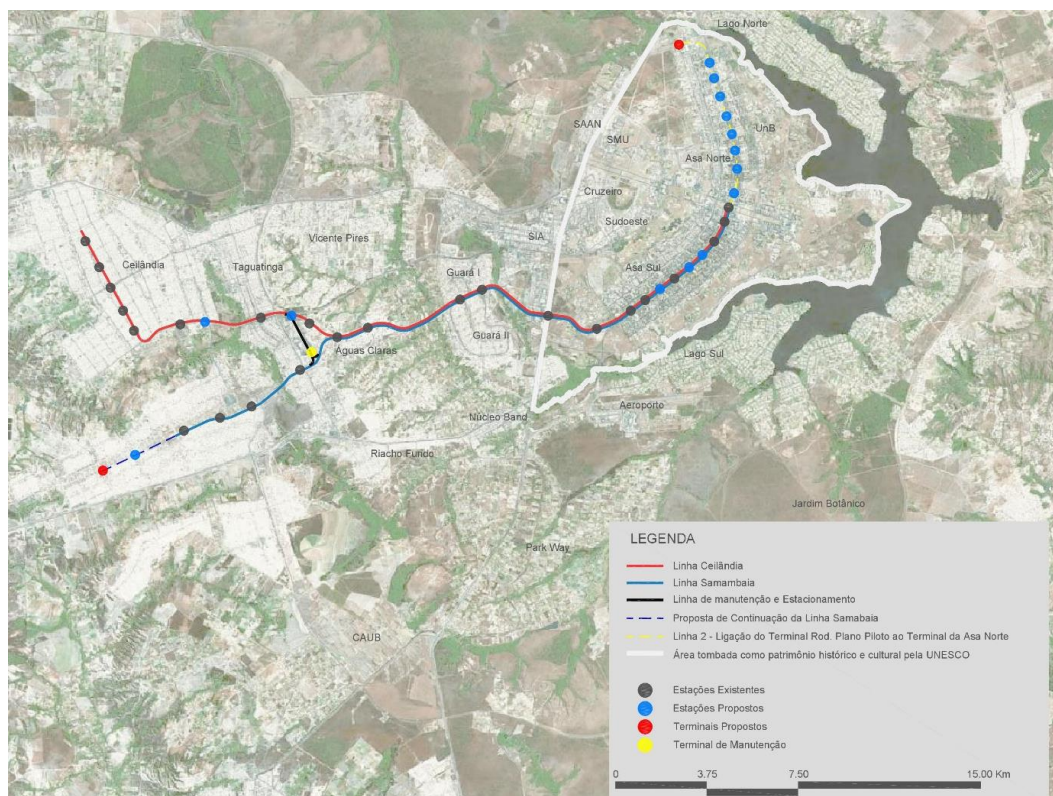 Lago Norte
SAAN
SMU
UnB
Asa Norte
Cruzeiro
Sudoeste
SIA
Vicente Pires
Ceilândia
Taguatinga
Guará I
Asa Sul
Guará II
Águas Claras
Lago Sul
Aeroporto
Núcleo Band
Riacho Fundo
Jardim Botânico
Park Way
CAUB
LEGENDA
Linha Ceilândia
Linha Samambaia
Linha de manutenção e Estacionamento
Proposta de Continuação da Linha Samabaia
Linha 2 - Ligação do Terminal Rod. Plano Piloto ao Terminal da Asa Norte
Área tombada como patrimônio histórico e cultural pela UNESCO
Estações Existentes
Estações Propostos
Terminais Propostos
Terminal de Manutenção
0 3.75 7.50 15.00 Km